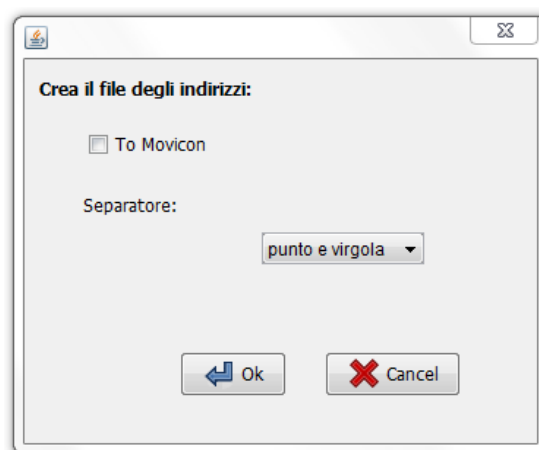 Crea il file degli indirizzi:
To Movicon
Separatore:
punto e virgola
Ok Cancel